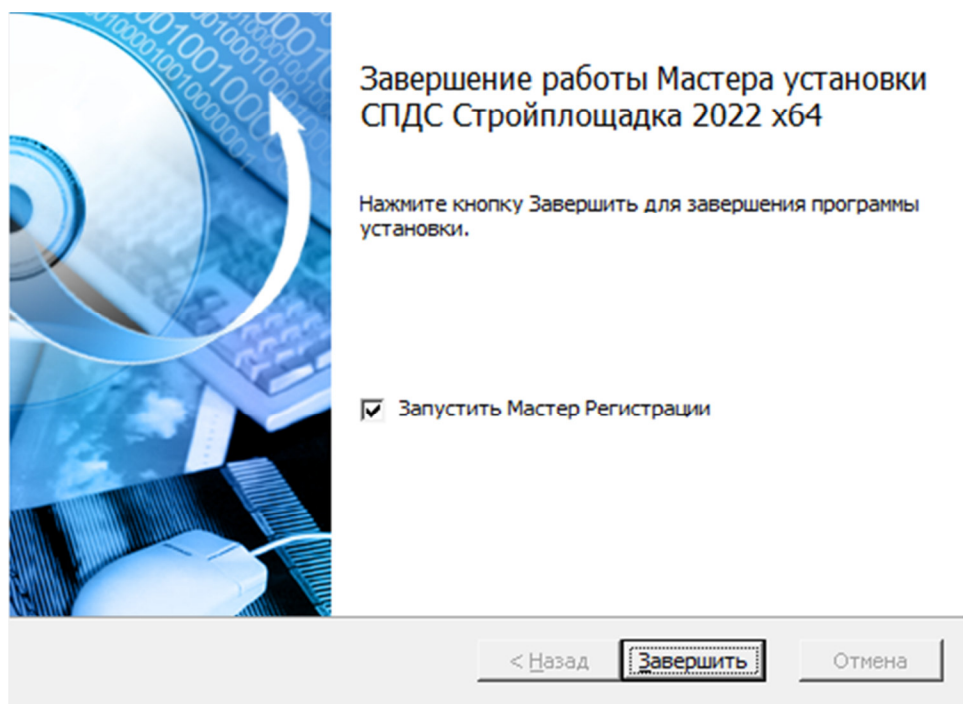 Завершение работы Мастера установки
СПДС Стройплощадка 2022 x64
Нажмите кнопку Завершить для завершения программы
установки.
Запустить Мастер Регистрации
< Назад
Завершить
Отмена